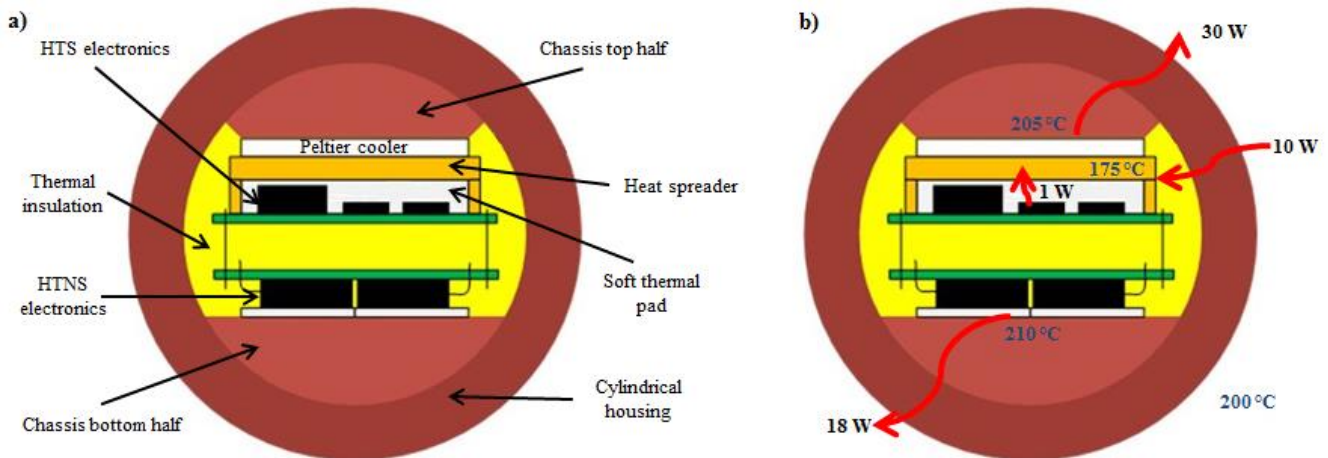 a)
HTS electronics
Chassis top half
Peltier cooler
Thermal
insulation
Heat spreader
HTNS
electronics
Soft thermal
pad
Chassis bottom half
Cylindrical
housing
b)
30 W
205 °C
10 W
175 °C
1 W
210 °C
200 °C
18 W